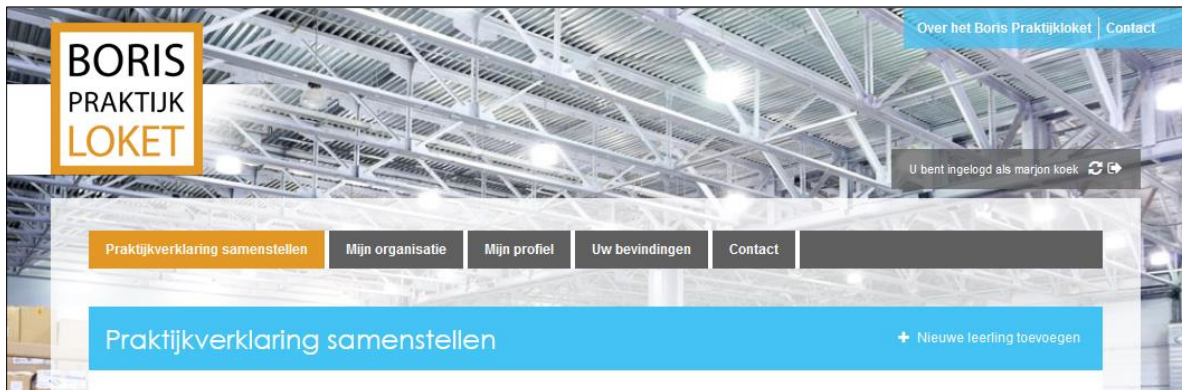 Over het Boris Praktijkloket | Contact
BORIS
PRAKTIJK
LOKET
U bent ingelogd als marjon koek
Praktijkverklaring samenstellen Mijn organisatie Mijn profiel Uw bevindingen Contact
Praktijkverklaring samenstellen + Nieuwe leerling toevoegen